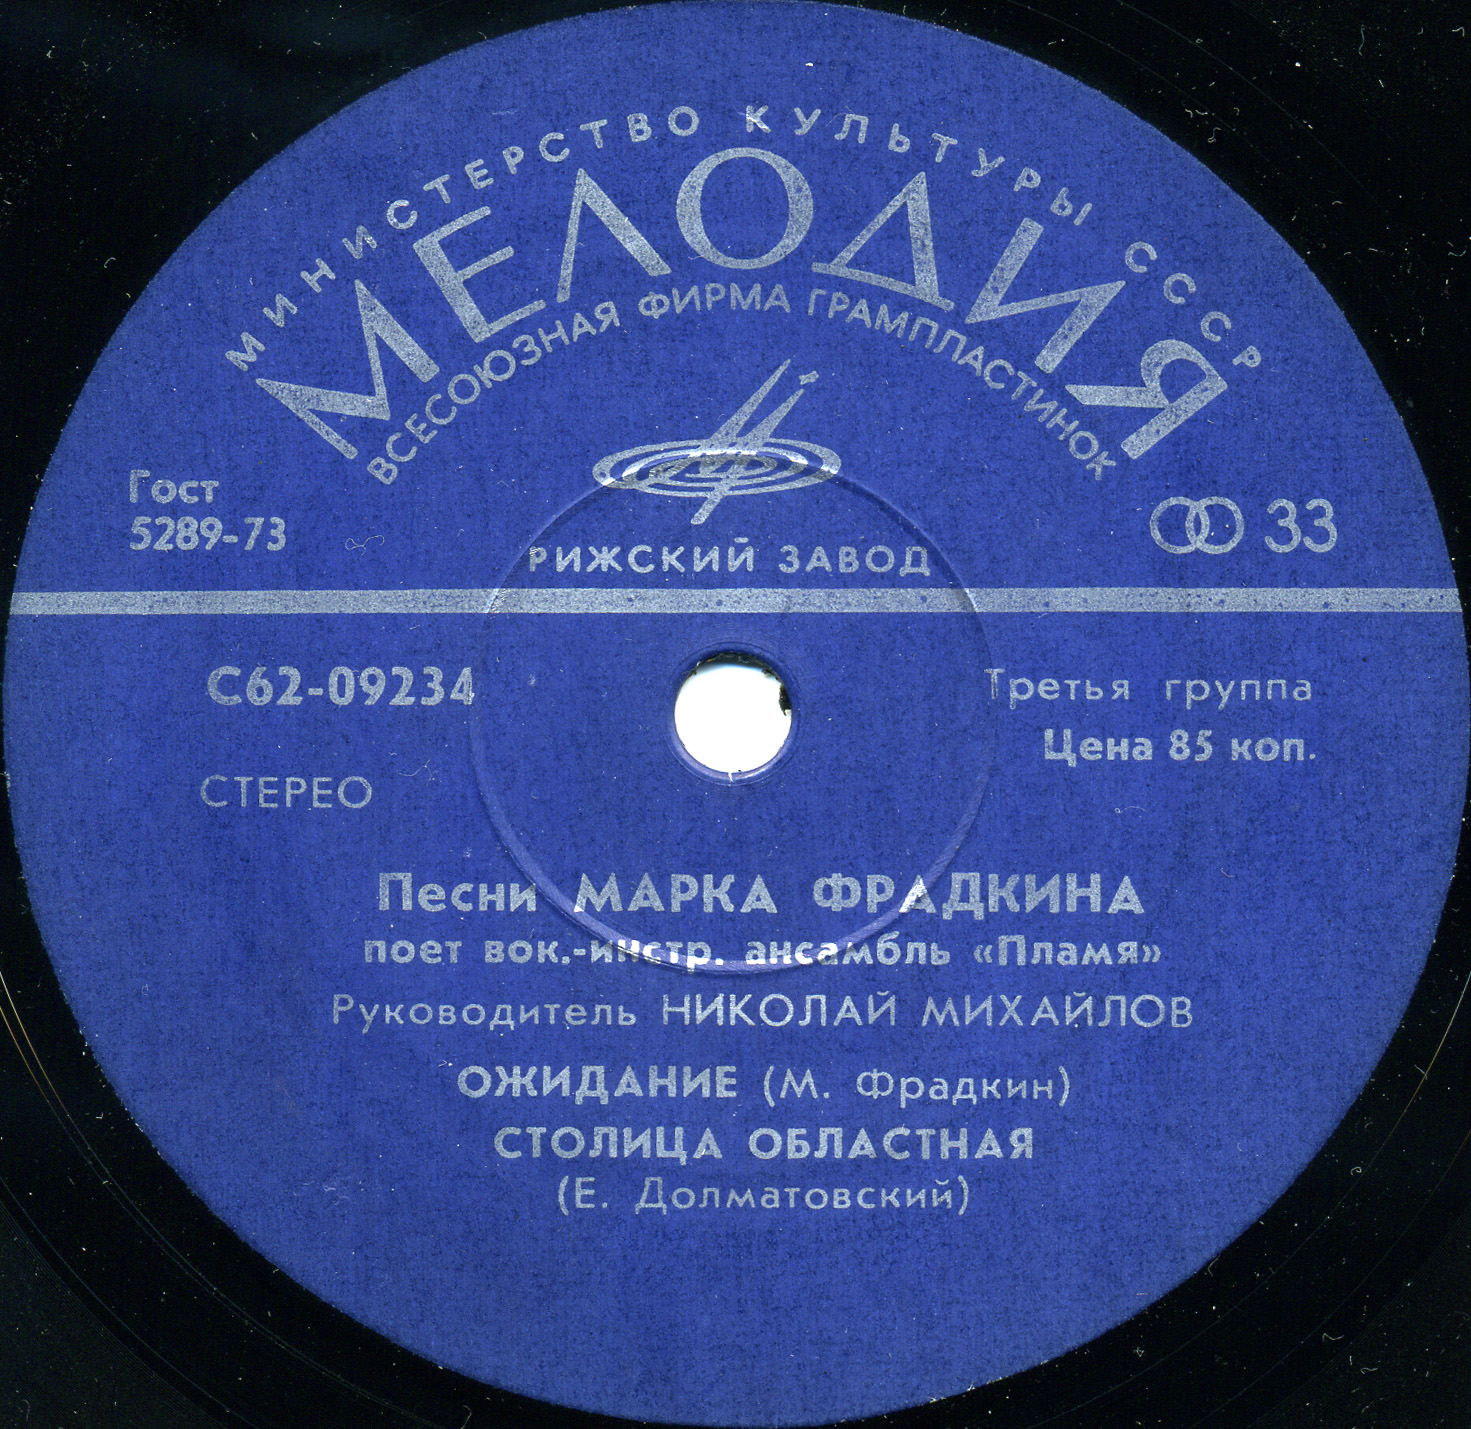 МИНИСТЕРСТВО КУЛЬТУРЫ СССР
МЕЛОДИЯ
ВСЕСОЮЗНАЯ ФИРМА ГРАМПЛАСТИНОК
Гост
5289-73
33
РИЖСКИЙ ЗАВОД
С62-09234
Третья группа
Цена 85 коп.
СТЕРЕО
Песни МАРКА ФРАДКИНА
поет вок.-инстр. ансамбль «Пламя»
Руководитель НИКОЛАЙ МИХАЙЛОВ
ОЖИДАНИЕ (М. Фрадкин)
СТОЛИЦА ОБЛАСТНАЯ
(Е. Долматовский)